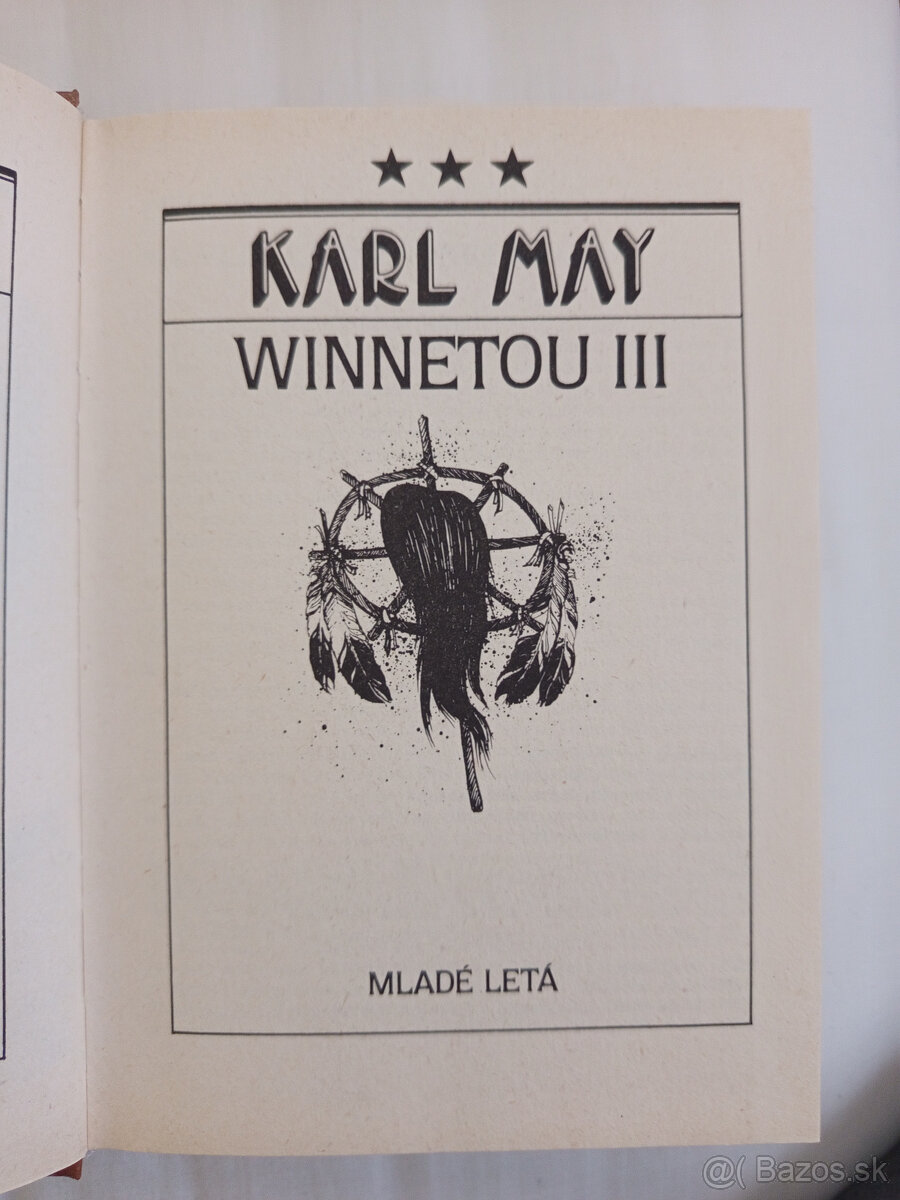 ★ ★ ★
KARL MAY
WINNETOU III
MLADÉ LETÁ
@( Bazos.sk